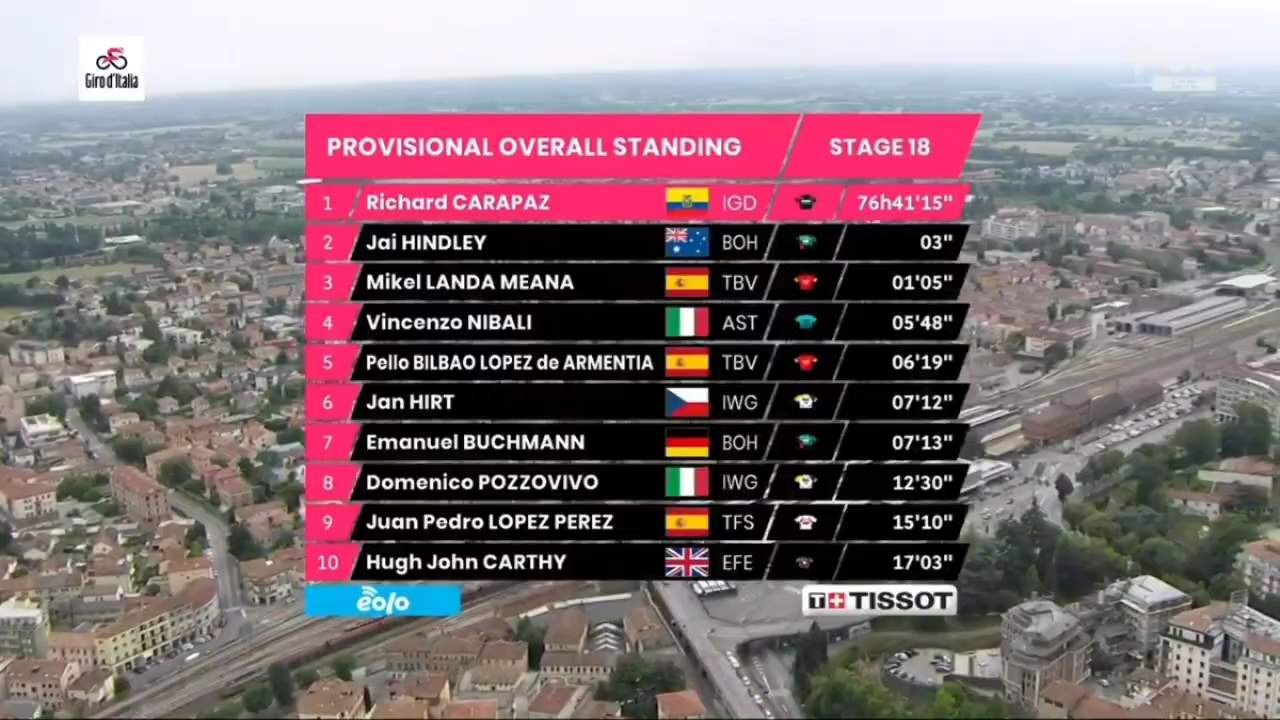 Giro d'Italia
PROVISIONAL OVERALL STANDING STAGE 18
1 Richard CARAPAZ IGD 76h41'15"
2 Jai HINDLEY BOH 03"
3 Mikel LANDA MEANA TBV 01'05"
4 Vincenzo NIBALI AST 05'48"
5 Pello BILBAO LOPEZ de ARMENTIA TBV 06'19"
6 Jan HIRT IWG 07'12"
7 Emanuel BUCHMANN BOH 07'13"
8 Domenico POZZOVIVO IWG 12'30"
9 Juan Pedro LOPEZ PEREZ TFS 15'10"
10 Hugh John CARTHY EFE 17'03"
eolo T+ TISSOT